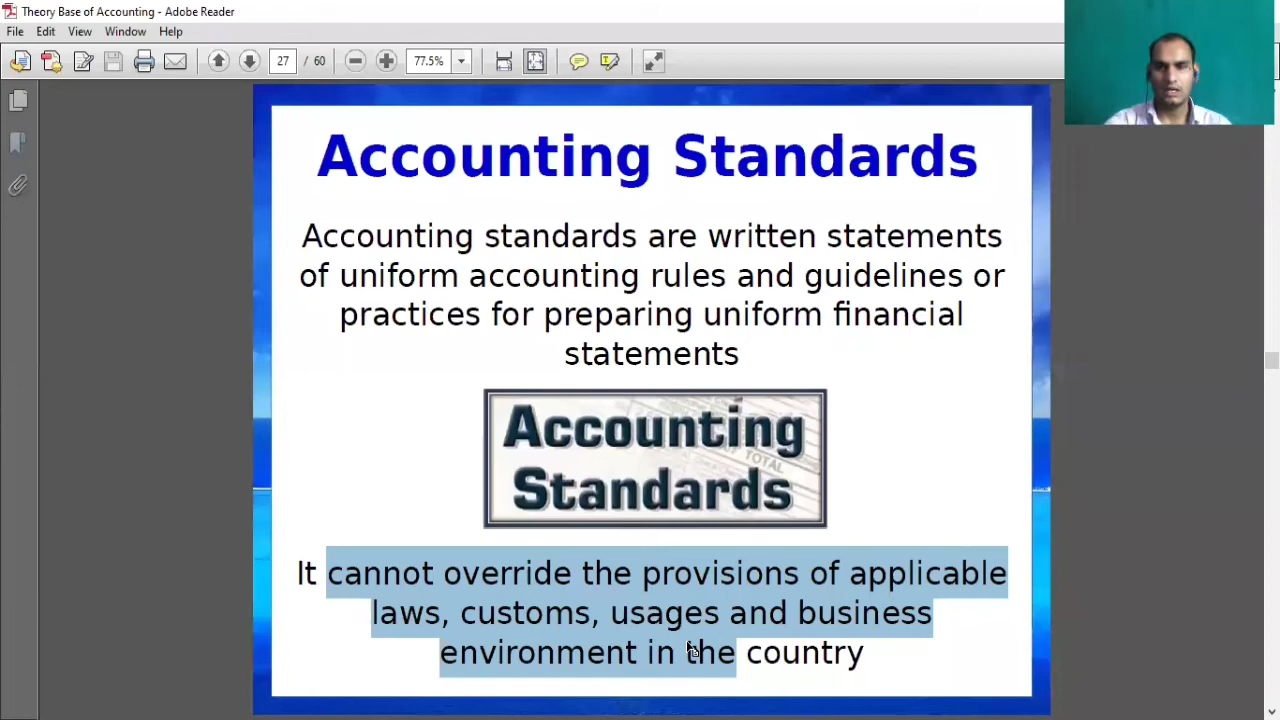 Theory Base of Accounting - Adobe Reader
File Edit View Window Help
27 / 60 77.5%
Accounting Standards
Accounting standards are written statements
of uniform accounting rules and guidelines or
practices for preparing uniform financial
statements
Accounting
Standards
TOTAL
It cannot override the provisions of applicable
laws, customs, usages and business
environment in the country